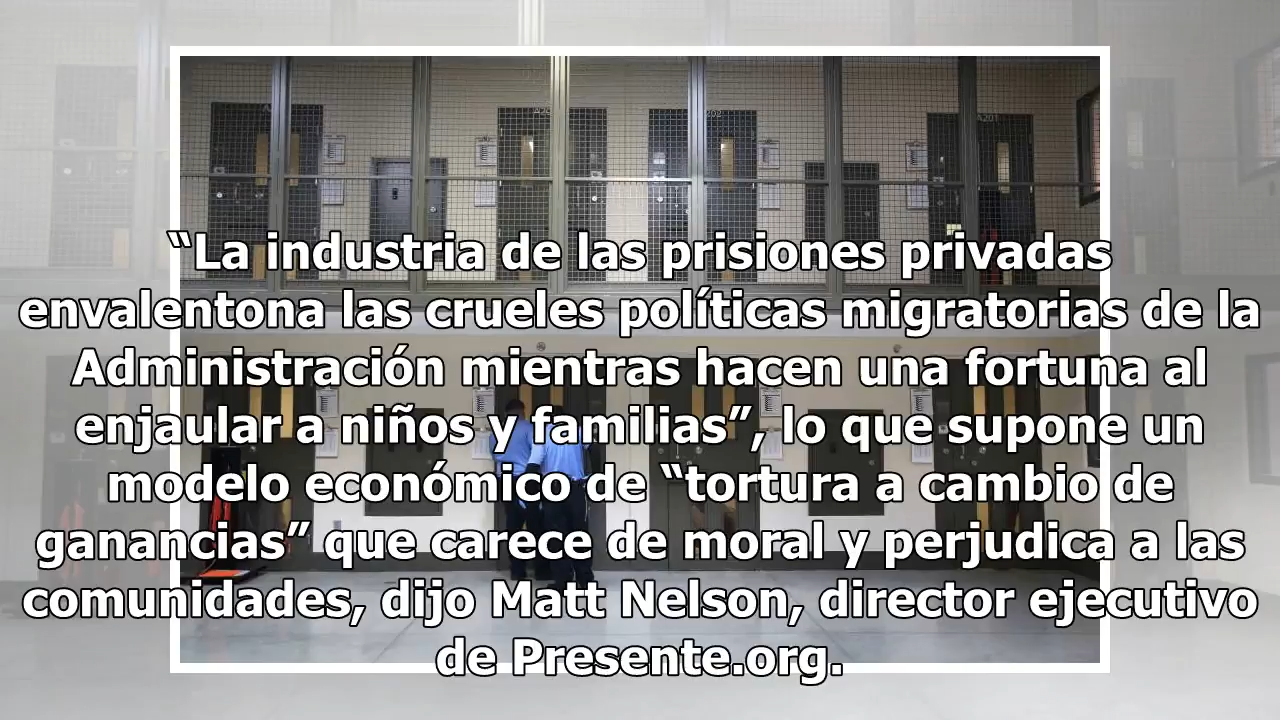 A201
“La industria de las prisiones privadas
envalentona las crueles políticas migratorias de la
Administración mientras hacen una fortuna al
enjaular a niños y familias”, lo que supone un
modelo económico de “tortura a cambio de
ganancias” que carece de moral y perjudica a las
comunidades, dijo Matt Nelson, director ejecutivo
de Presente.org.